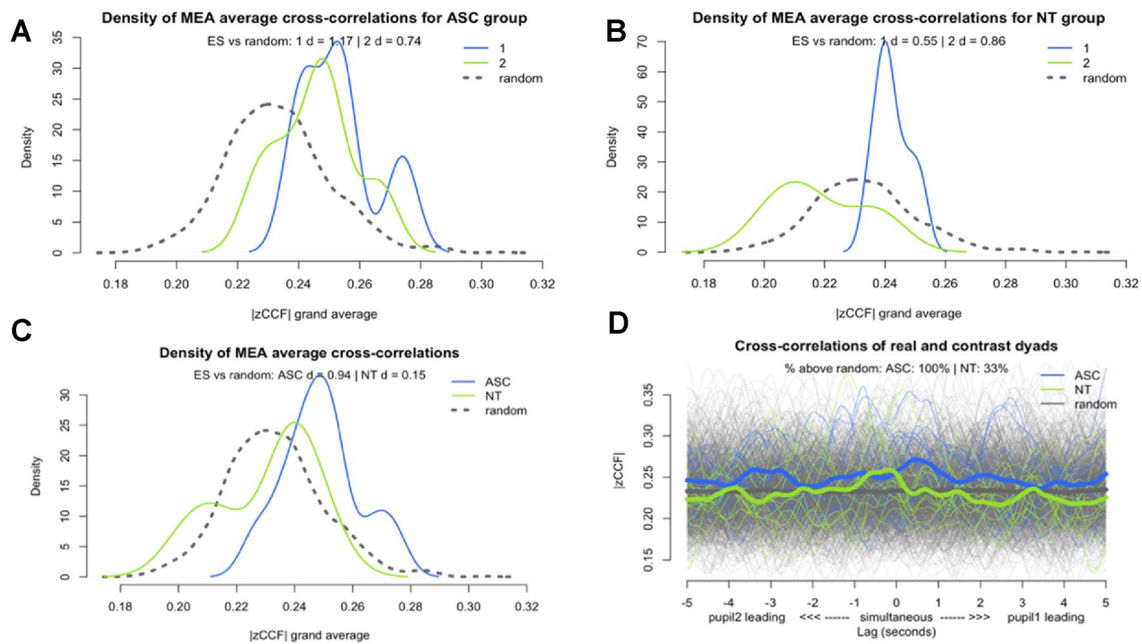 A
Density of MEA average cross-correlations for ASC group
ES vs random: 1 d = 1.17 | 2 d = 0.74
1
2
random
Density
0 5 10 15 20 25 30 35
0.18 0.20 0.22 0.24 0.26 0.28 0.30 0.32
|zCCF| grand average
B
Density of MEA average cross-correlations for NT group
ES vs random: 1 d = 0.55 | 2 d = 0.86
1
2
random
Density
0 10 20 30 40 50 60 70
0.18 0.20 0.22 0.24 0.26 0.28 0.30 0.32
|zCCF| grand average
C
Density of MEA average cross-correlations
ES vs random: ASC d = 0.94 | NT d = 0.15
ASC
NT
random
Density
0 5 10 15 20 25 30
0.18 0.20 0.22 0.24 0.26 0.28 0.30 0.32
|zCCF| grand average
D
Cross-correlations of real and contrast dyads
% above random: ASC: 100% | NT: 33%
ASC
NT
random
|zCCF|
0.15 0.20 0.25 0.30 0.35
-5 -4 -3 -2 -1 0 1 2 3 4 5
pupil2 leading <<< ------ simultaneous ------ >>> pupil1 leading
Lag (seconds)